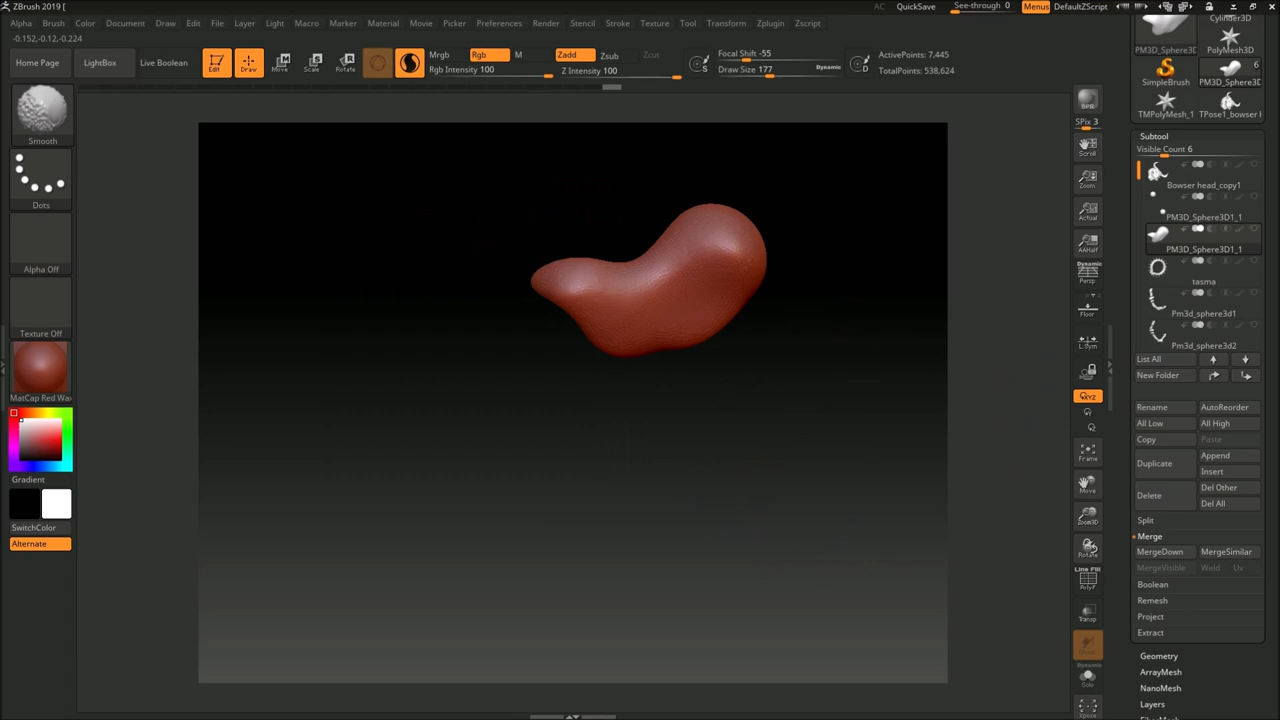 ZBrush 2019 [
AC QuickSave See-through 0 Menus DefaultZScript
Alpha Brush Color Document Draw Edit File Layer Light Macro Marker Material Movie Picker Preferences Render Stencil Stroke Texture Tool Transform Zplugin Zscript
-0.152,-0.12,-0.224
Home Page LightBox Live Boolean
Edit Draw Move Scale Rotate
Mrgb Rgb M
Rgb Intensity 100
Zadd Zsub Zcut
Z Intensity 100
S
Focal Shift -55
Draw Size 177 Dynamic
D
ActivePoints: 7,445
TotalPoints: 538,624
Smooth
Dots
Alpha Off
Texture Off
MatCap Red Wax
Gradient
SwitchColor
Alternate
BPR
SPix 3
Scroll
Zoom
Actual
AAHalf
Dynamic
Persp
Floor
L.Sym
XYZ
Frame
Move
Zoom3D
Rotate
Line Fill
PolyF
Transp
Dynamic
Solo
Xpose
Cylinder3D
PM3D_Sphere3D
PolyMesh3D
6
SimpleBrush
PM3D_Sphere3D
TMPolyMesh_1
TPose1_bowser
Subtool
Visible Count 6
Bowser head_copy1
PM3D_Sphere3D1_1
PM3D_Sphere3D1_1
tasma
Pm3d_sphere3d1
Pm3d_sphere3d2
List All
New Folder
Rename AutoReorder
All Low All High
Copy Paste
Duplicate Append
Insert
Delete Del Other
Del All
Split
Merge
MergeDown MergeSimilar
MergeVisible Weld Uv
Boolean
Remesh
Project
Extract
Geometry
ArrayMesh
NanoMesh
Layers